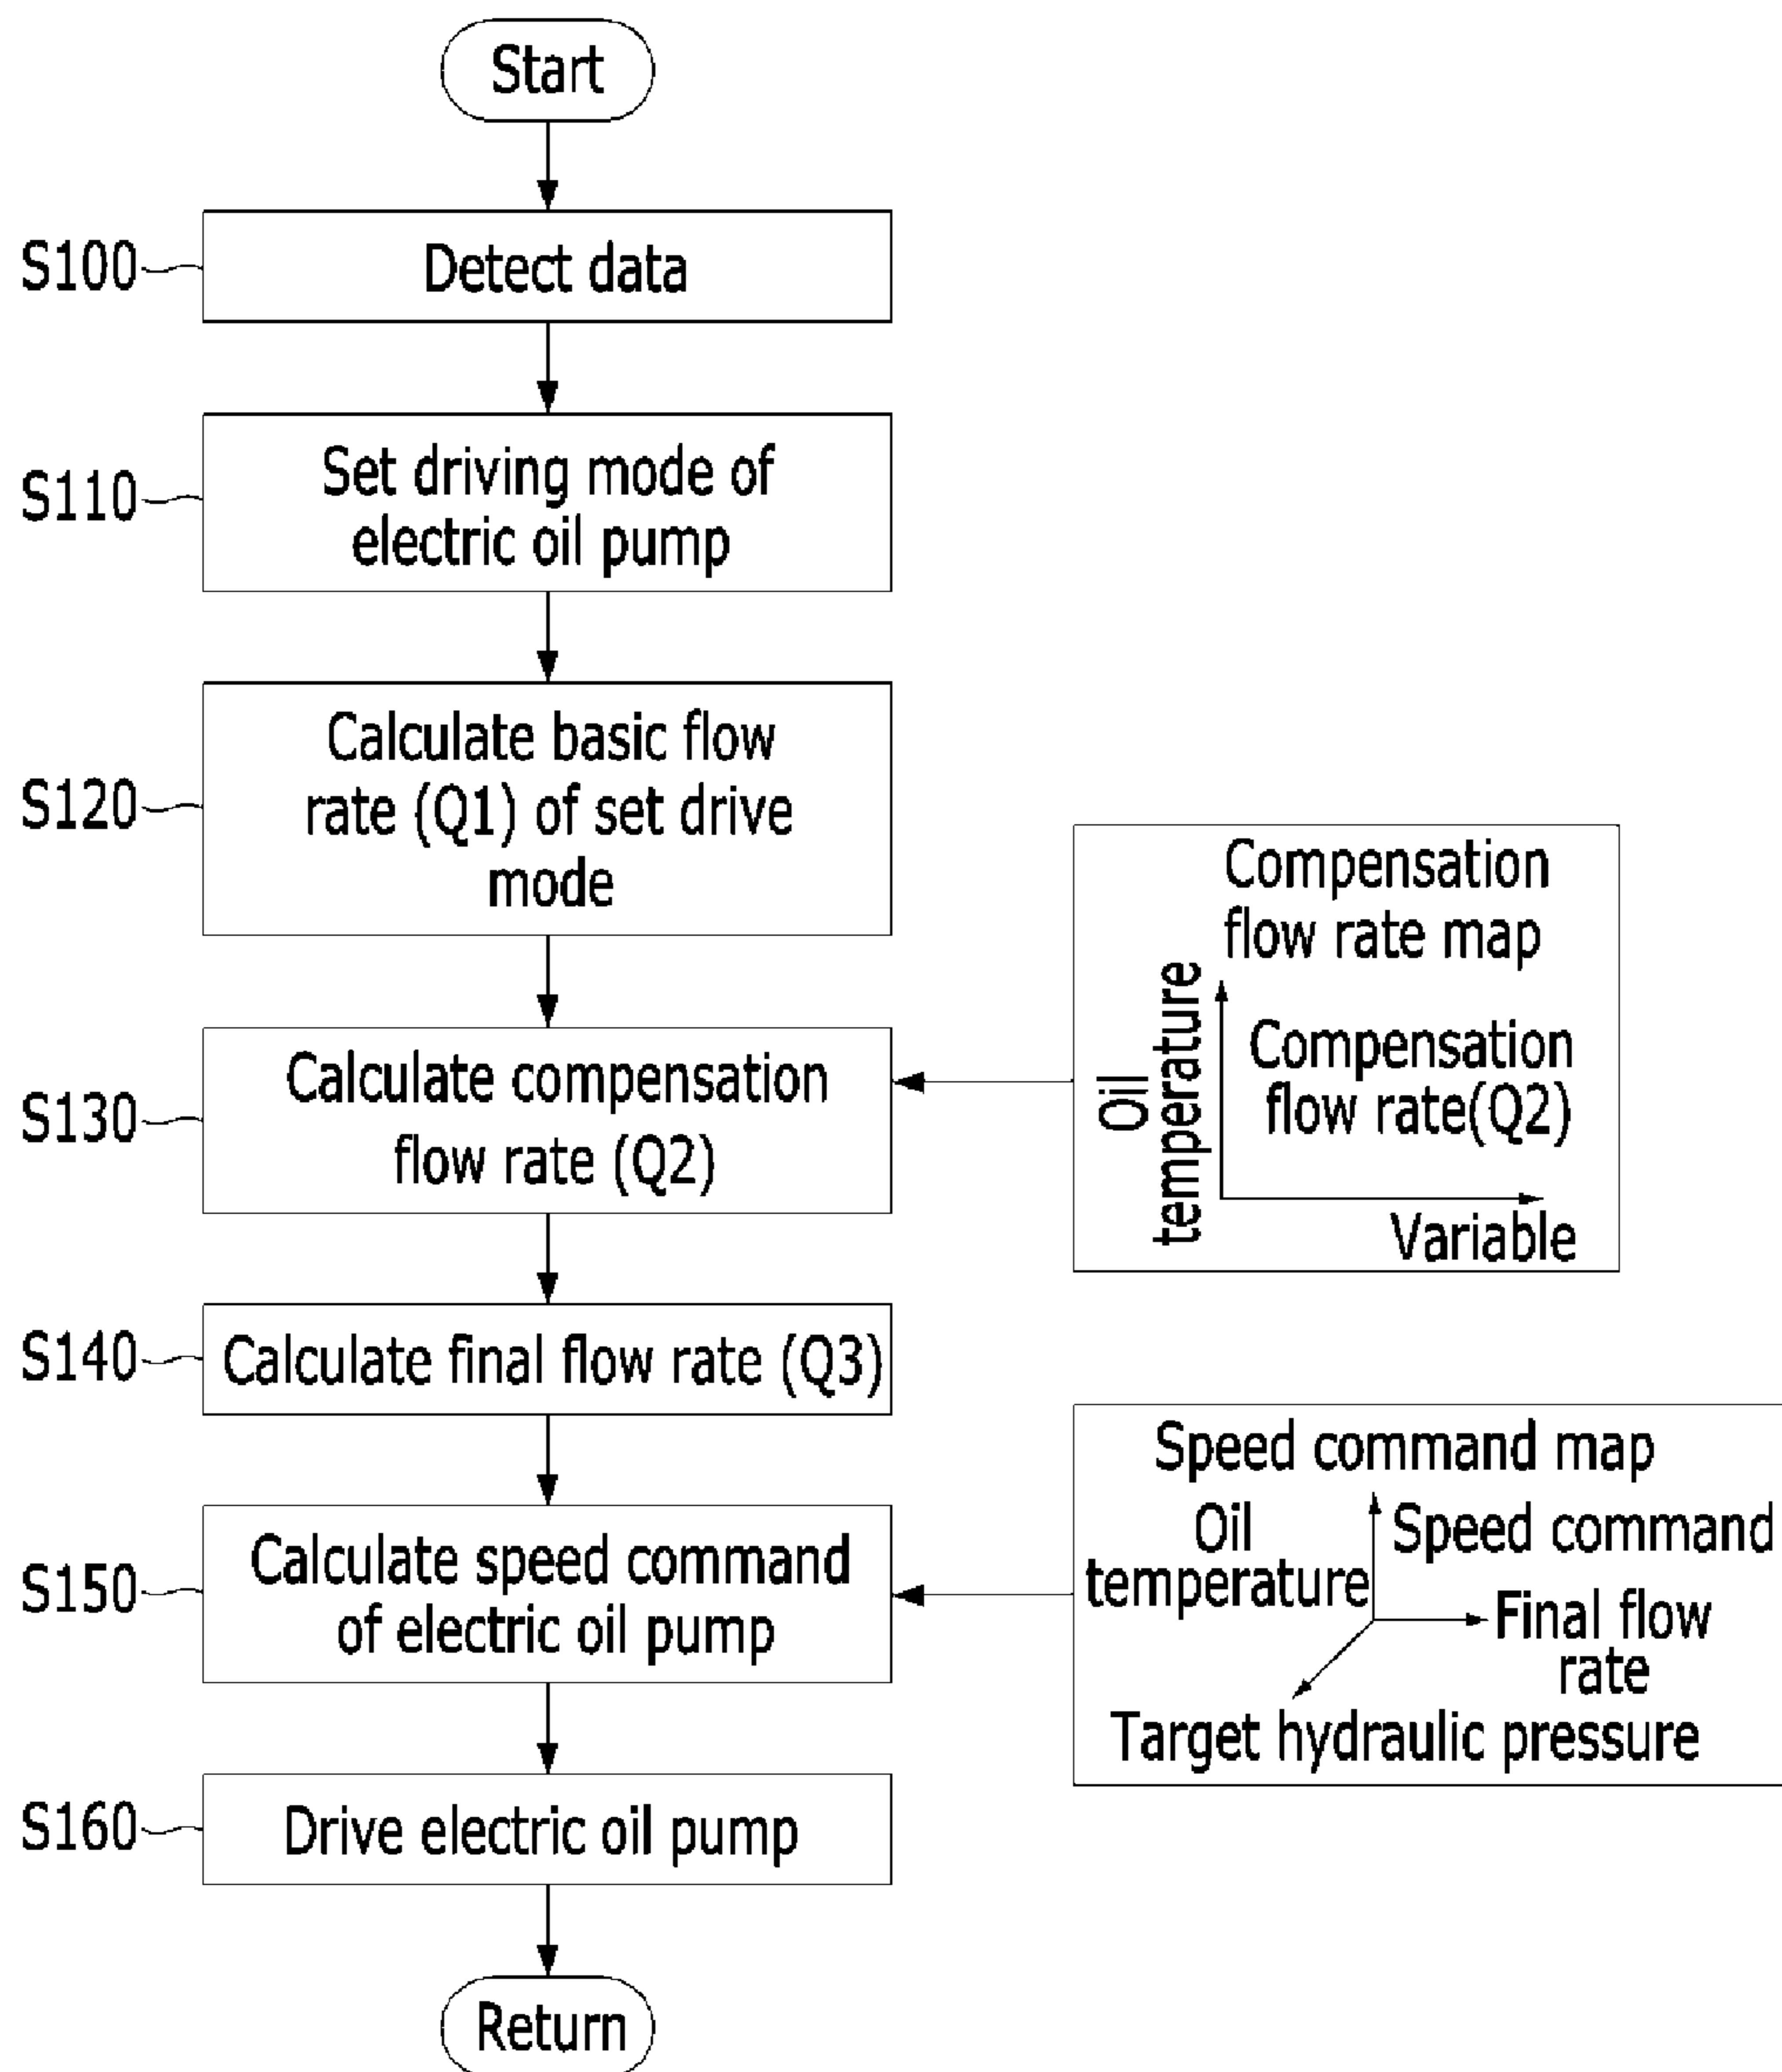 Start
S100
Detect data
S110
Set driving mode of
electric oil pump
S120
Calculate basic flow
rate (Q1) of set drive
mode
S130
Calculate compensation
flow rate (Q2)
Compensation
flow rate map
Oil
temperature
Compensation
flow rate(Q2)
Variable
S140
Calculate final flow rate (Q3)
S150
Calculate speed command
of electric oil pump
Speed command map
Oil
temperature
Speed command
Final flow
rate
Target hydraulic pressure
S160
Drive electric oil pump
Return